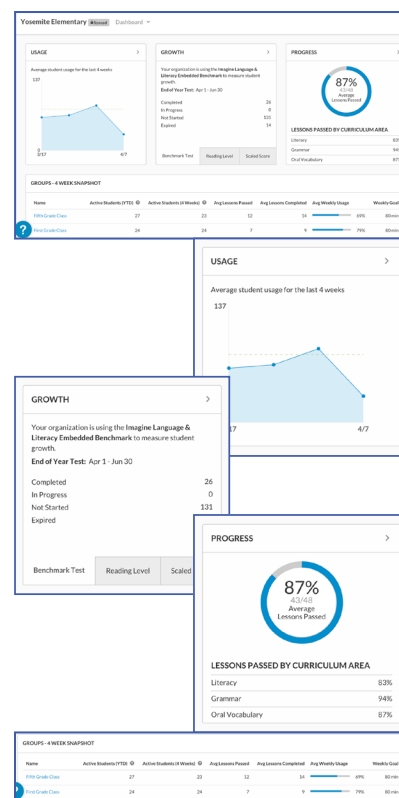 Yosemite Elementary School Dashboard
USAGE >
Average student usage for the last 4 weeks
137
0
3/17 4/7
GROWTH >
Your organization is using the Imagine Language &
Literacy Embedded Benchmark to measure student
growth.
End of Year Test: Apr 1 - Jun 30
Completed 26
In Progress 0
Not Started 131
Expired 14
Benchmark Test Reading Level Scaled Score
PROGRESS >
87%
43/48
Average
Lessons Passed
LESSONS PASSED BY CURRICULUM AREA
Literacy 83%
Grammar 94%
Oral Vocabulary 87%
GROUPS - 4 WEEK SNAPSHOT
Name Active Students (YTD) Active Students (4 Weeks) Avg Lessons Passed Avg Lessons Completed Avg Weekly Usage Weekly Goal
Fifth Grade Class 27 23 12 14 69% 80 min
First Grade Class 24 24 7 9 79% 80 min
?
USAGE >
Average student usage for the last 4 weeks
137
17 4/7
GROWTH >
Your organization is using the Imagine Language &
Literacy Embedded Benchmark to measure student
growth.
End of Year Test: Apr 1 - Jun 30
Completed 26
In Progress 0
Not Started 131
Expired
Benchmark Test Reading Level Scaled
PROGRESS >
87%
43/48
Average
Lessons Passed
LESSONS PASSED BY CURRICULUM AREA
Literacy 83%
Grammar 94%
Oral Vocabulary 87%
GROUPS - 4 WEEK SNAPSHOT
Name Active Students (YTD) Active Students (4 Weeks) Avg Lessons Passed Avg Lessons Completed Avg Weekly Usage Weekly Goal
Fifth Grade Class 27 23 12 14 69% 80 min
First Grade Class 24 24 7 9 79% 80 min